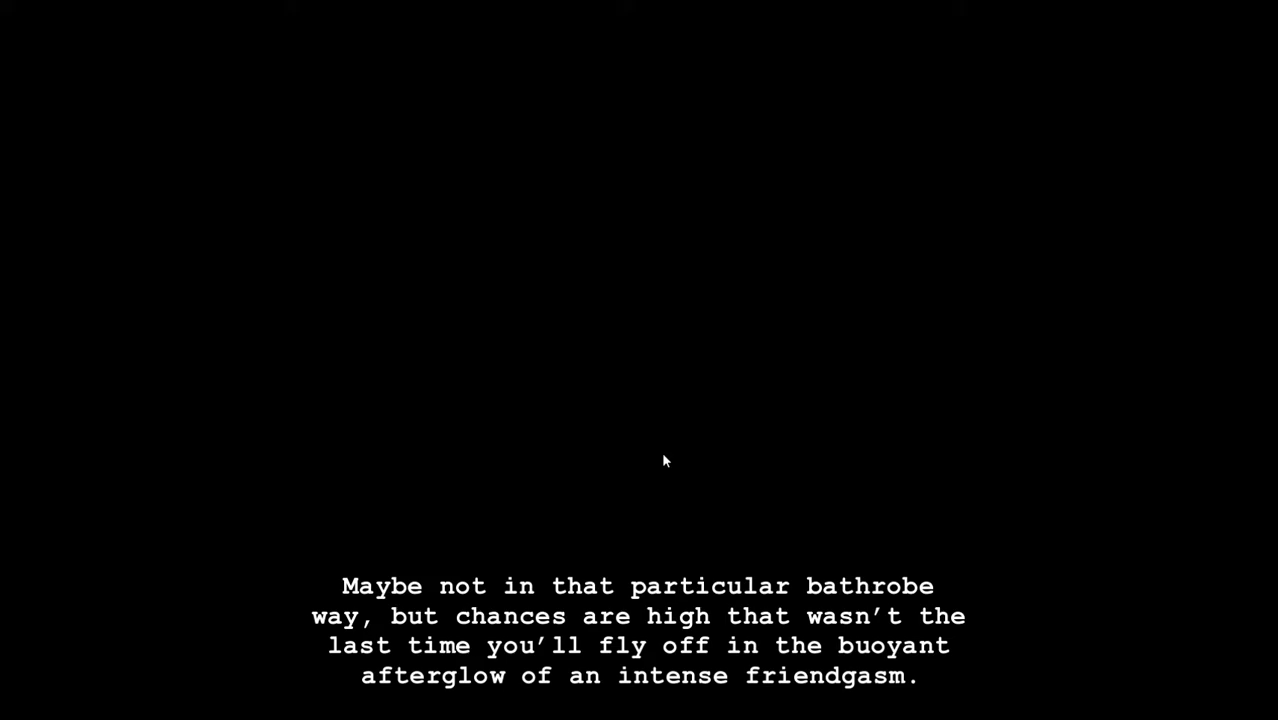 Maybe not in that particular bathrobe
way, but chances are high that wasn’t the
last time you’ll fly off in the buoyant
afterglow of an intense friendgasm.